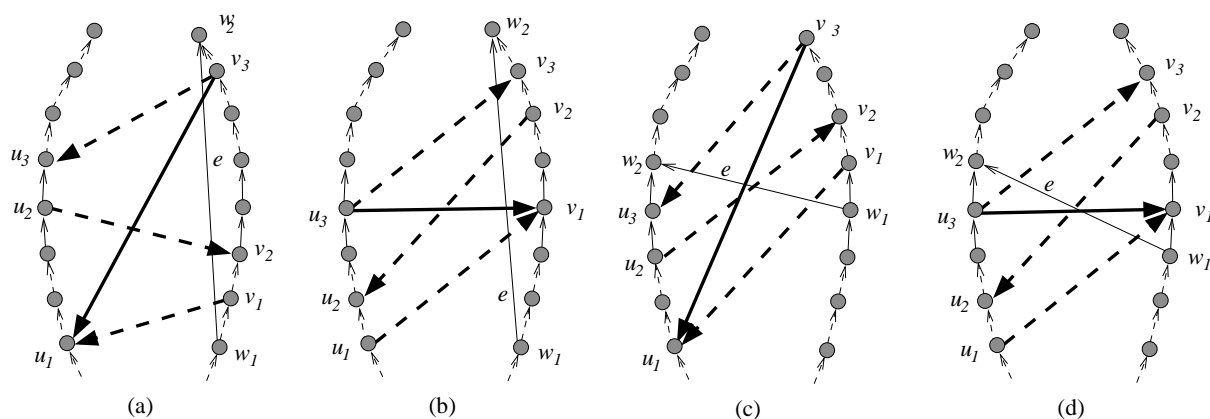 w2 v3 u3 e u2 v2 v1 u1 w1
w2 v3 v2 u3 v1 e u2 u1 w1
v3 v2 w2 e v1 u3 w1 u2 u1
v3 v2 w2 e u3 v1 w1 u2 u1
(a) (b) (c) (d)